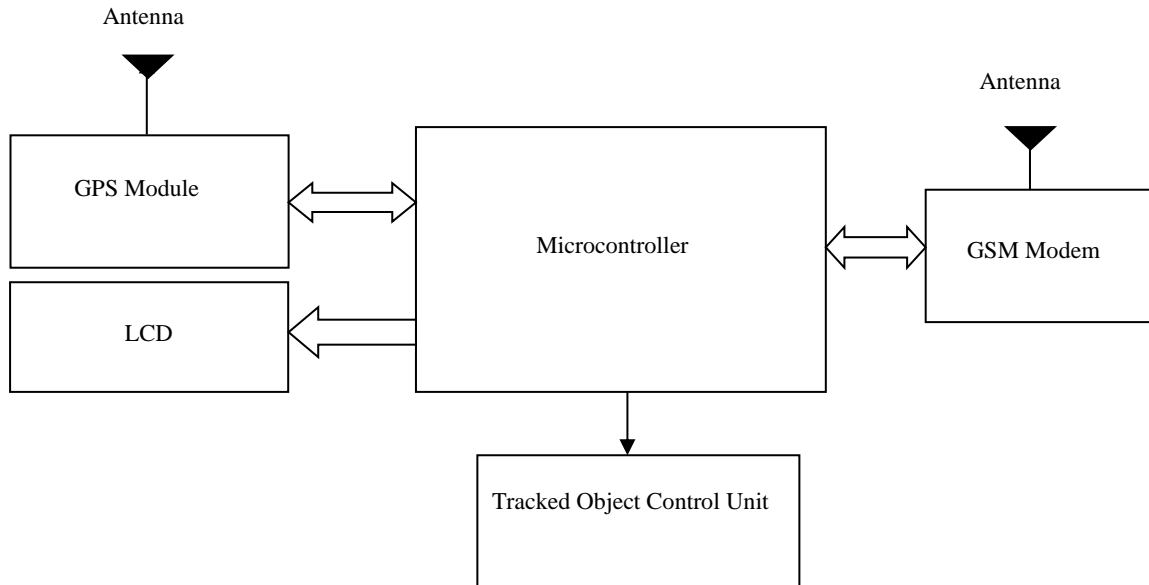 Antenna
Antenna
GPS Module
Microcontroller
GSM Modem
LCD
Tracked Object Control Unit